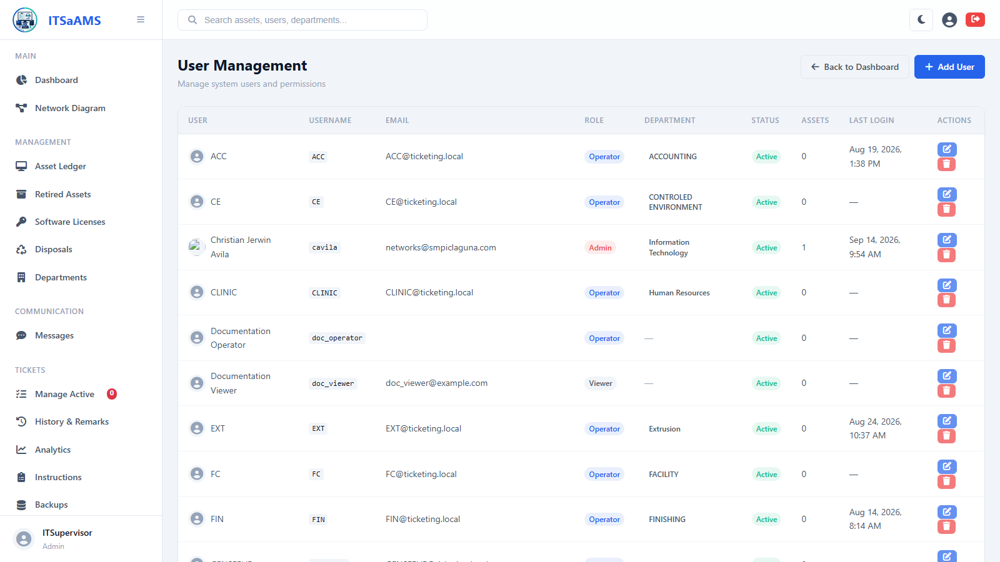 ITSaAMS
Search assets, users, departments...
MAIN
Dashboard
Network Diagram
MANAGEMENT
Asset Ledger
Retired Assets
Software Licenses
Disposals
Departments
COMMUNICATION
Messages
TICKETS
Manage Active 0
History & Remarks
Analytics
Instructions
Backups
ITSupervisor
Admin
User Management
Manage system users and permissions
Back to Dashboard
Add User
USER USERNAME EMAIL ROLE DEPARTMENT STATUS ASSETS LAST LOGIN ACTIONS
ACC ACC ACC@ticketing.local Operator ACCOUNTING Active 0 Aug 19, 2026,
1:38 PM
CE CE CE@ticketing.local Operator CONTROLED Active 0 —
ENVIRONMENT
Christian Jerwin cavila networks@smpiclaguna.com Admin Information Active 1 Sep 14, 2026,
Avila Technology 9:54 AM
CLINIC CLINIC CLINIC@ticketing.local Operator Human Resources Active 0 —
Documentation doc_operator Operator — Active 0 —
Operator
Documentation doc_viewer doc_viewer@example.com Viewer — Active 0 —
Viewer
EXT EXT EXT@ticketing.local Operator Extrusion Active 0 Aug 24, 2026,
10:37 AM
FC FC FC@ticketing.local Operator FACILITY Active 0 —
FIN FIN FIN@ticketing.local Operator FINISHING Active 0 Aug 14, 2026,
8:14 AM